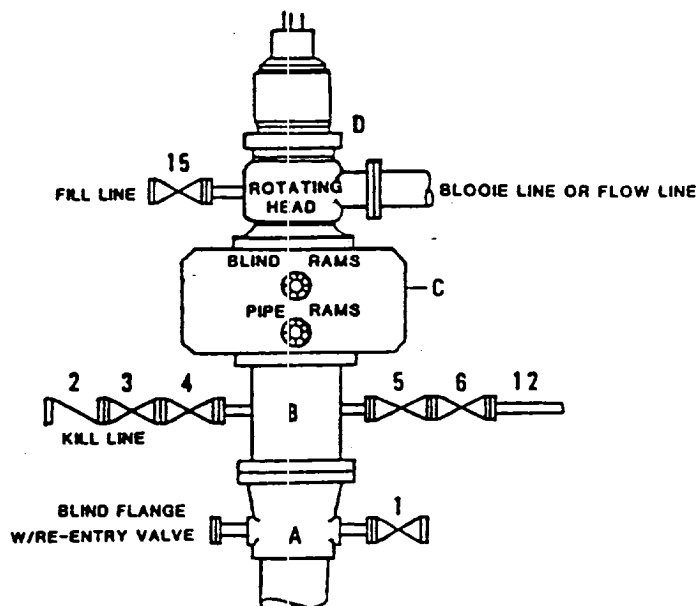 D
15
FILL LINE
ROTATING
HEAD
BLOOIE LINE OR FLOW LINE
BLIND RAMS
C
PIPE RAMS
2 3 4 5 6 12
KILL LINE
B
BLIND FLANGE
W/RE-ENTRY VALVE
1
A